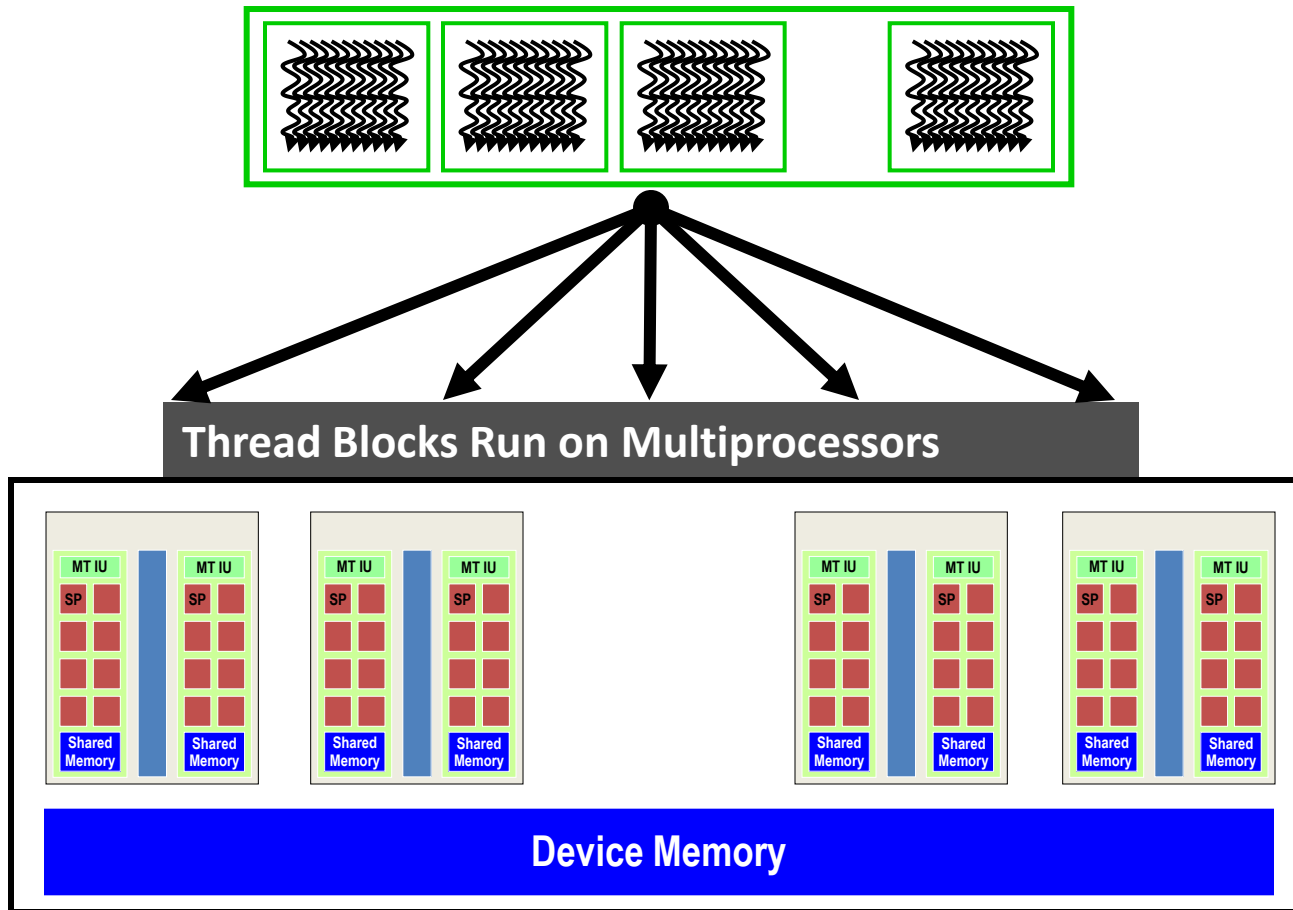 Thread Blocks Run on Multiprocessors
MT IU
MT IU
MT IU
MT IU
MT IU
MT IU
MT IU
MT IU
SP
SP
SP
SP
SP
SP
SP
SP
Shared
Memory
Shared
Memory
Shared
Memory
Shared
Memory
Shared
Memory
Shared
Memory
Shared
Memory
Shared
Memory
Device Memory